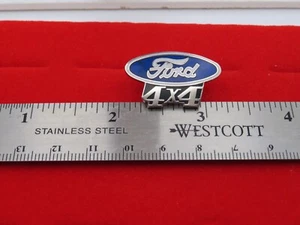 Ford
4x4
1 2 3 4
STAINLESS STEEL WESTCOTT